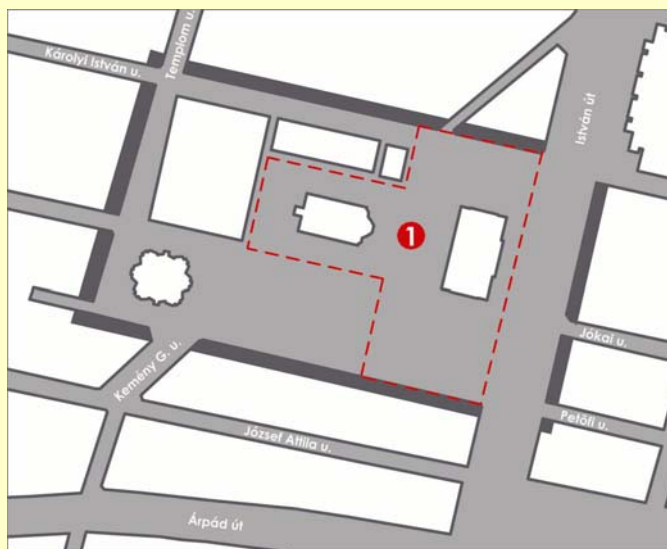 Károlyi István u.
Templom u.
István út
1
Jókai u.
Kemény G. u.
Petőfi u.
József Attila u.
Árpád út